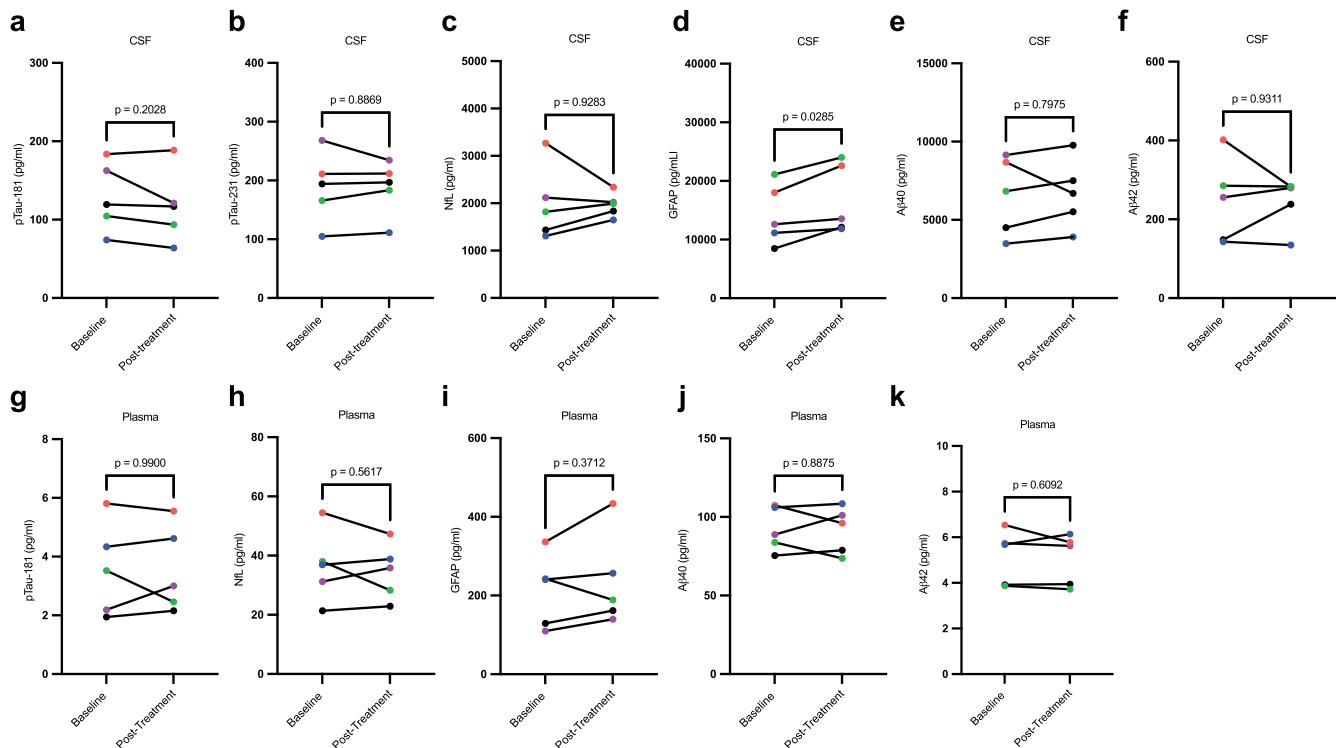 a
CSF
pTau-181 (pg/ml)
300
200
100
0
p = 0.2028
Baseline
Post-treatment
b
CSF
pTau-231 (pg/ml)
400
300
200
100
0
p = 0.8869
Baseline
Post-treatment
c
CSF
NfL (pg/ml)
5000
4000
3000
2000
1000
0
p = 0.9283
Baseline
Post-treatment
d
CSF
GFAP (pg/mLl
40000
30000
20000
10000
0
p = 0.0285
Baseline
Post-treatment
e
CSF
Aβ40 (pg/ml)
15000
10000
5000
0
p = 0.7975
Baseline
Post-treatment
f
CSF
Aβ42 (pg/ml)
600
400
200
0
p = 0.9311
Baseline
Post-treatment
g
Plasma
pTau-181 (pg/ml)
8
6
4
2
0
p = 0.9900
Baseline
Post-Treatment
h
Plasma
NfL (pg/ml)
80
60
40
20
0
p = 0.5617
Baseline
Post-Treatment
i
Plasma
GFAP (pg/ml)
600
400
200
0
p = 0.3712
Baseline
Post-Treatment
j
Plasma
Aβ40 (pg/ml)
150
100
50
0
p = 0.8875
Baseline
Post-Treatment
k
Plasma
Aβ42 (pg/ml)
10
8
6
4
2
0
p = 0.6092
Baseline
Post-Treatment